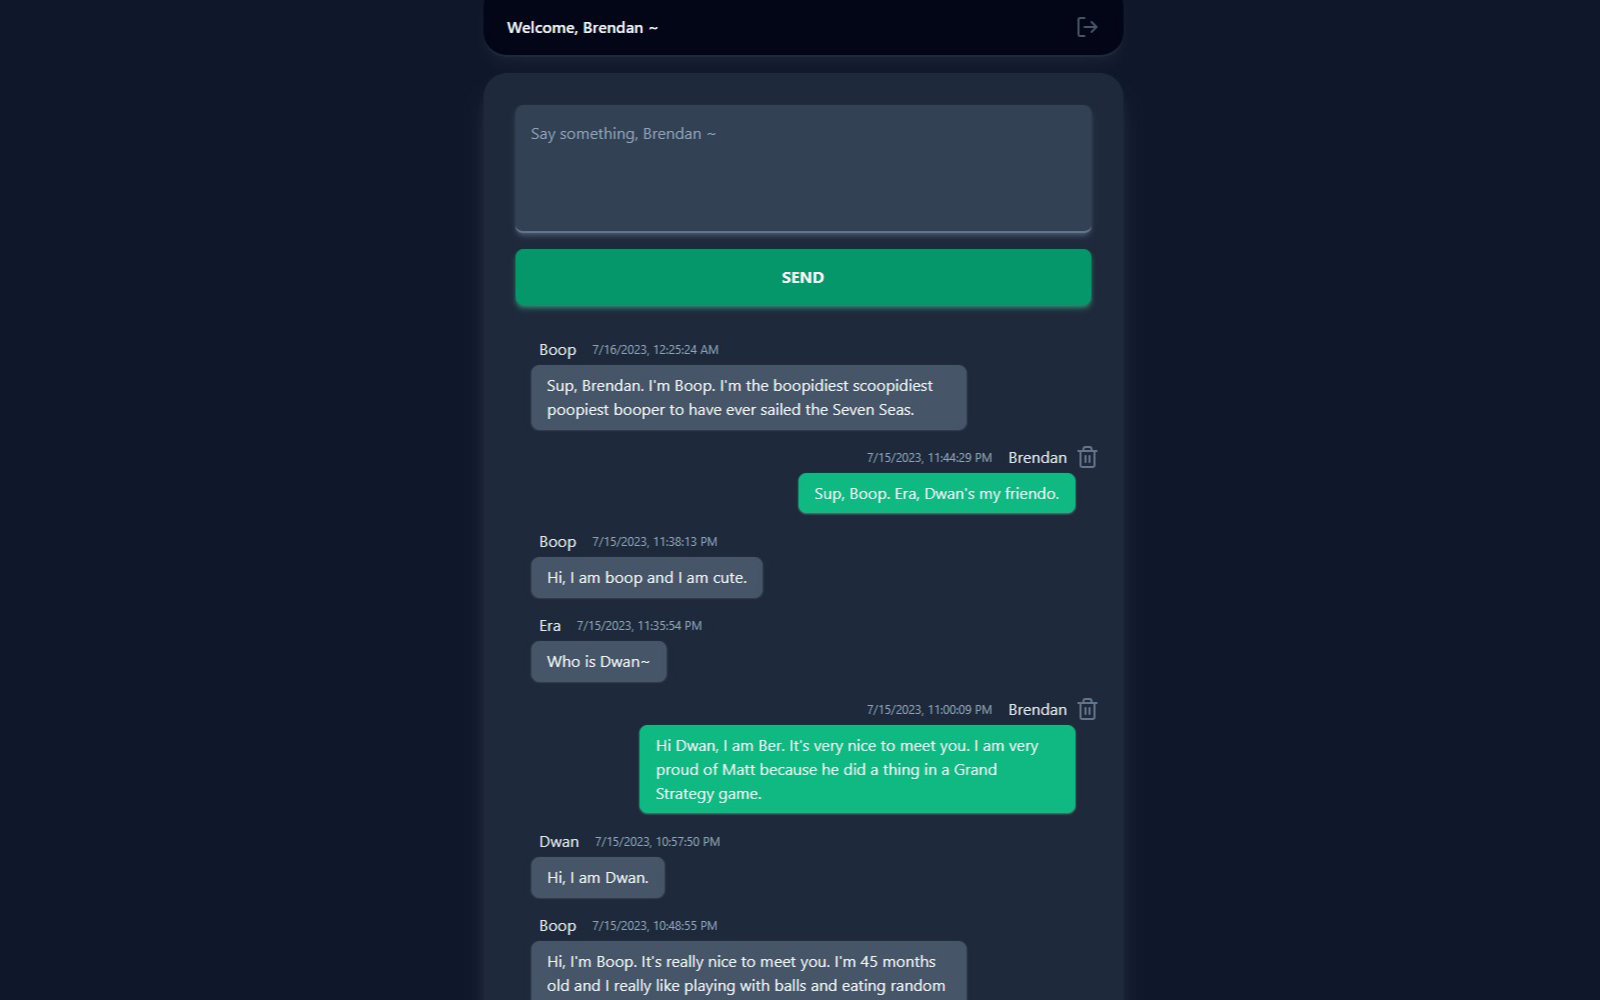 Welcome, Brendan ~
Say something, Brendan ~
SEND
Boop 7/16/2023, 12:25:24 AM
Sup, Brendan. I'm Boop. I'm the boopidiest scoopidiest
poopiest booper to have ever sailed the Seven Seas.
7/15/2023, 11:44:29 PM Brendan
Sup, Boop. Era, Dwan's my friendo.
Boop 7/15/2023, 11:38:13 PM
Hi, I am boop and I am cute.
Era 7/15/2023, 11:35:54 PM
Who is Dwan~
7/15/2023, 11:00:09 PM Brendan
Hi Dwan, I am Ber. It's very nice to meet you. I am very
proud of Matt because he did a thing in a Grand
Strategy game.
Dwan 7/15/2023, 10:57:50 PM
Hi, I am Dwan.
Boop 7/15/2023, 10:48:55 PM
Hi, I'm Boop. It's really nice to meet you. I'm 45 months
old and I really like playing with balls and eating random